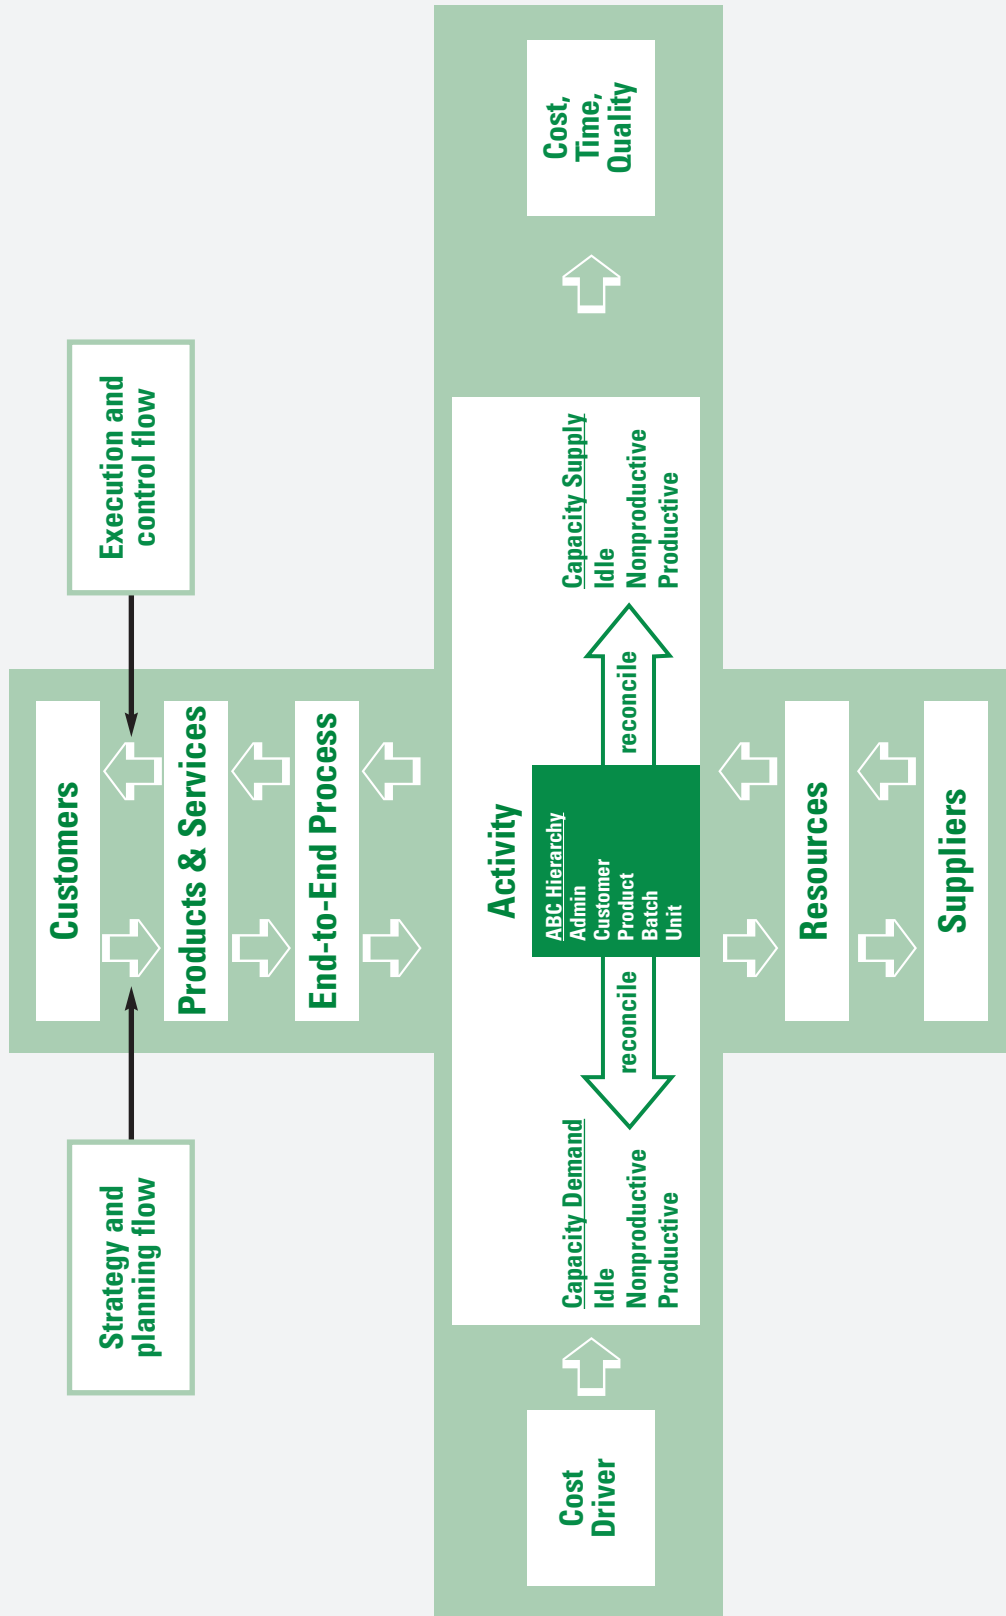 Strategy and
planning flow
Execution and
control flow
Customers
Products & Services
End-to-End Process
Cost
Driver
Activity
Capacity Demand
Idle
Nonproductive
Productive
reconcile
ABC Hierarchy
Admin
Customer
Product
Batch
Unit
reconcile
Capacity Supply
Idle
Nonproductive
Productive
Cost,
Time,
Quality
Resources
Suppliers